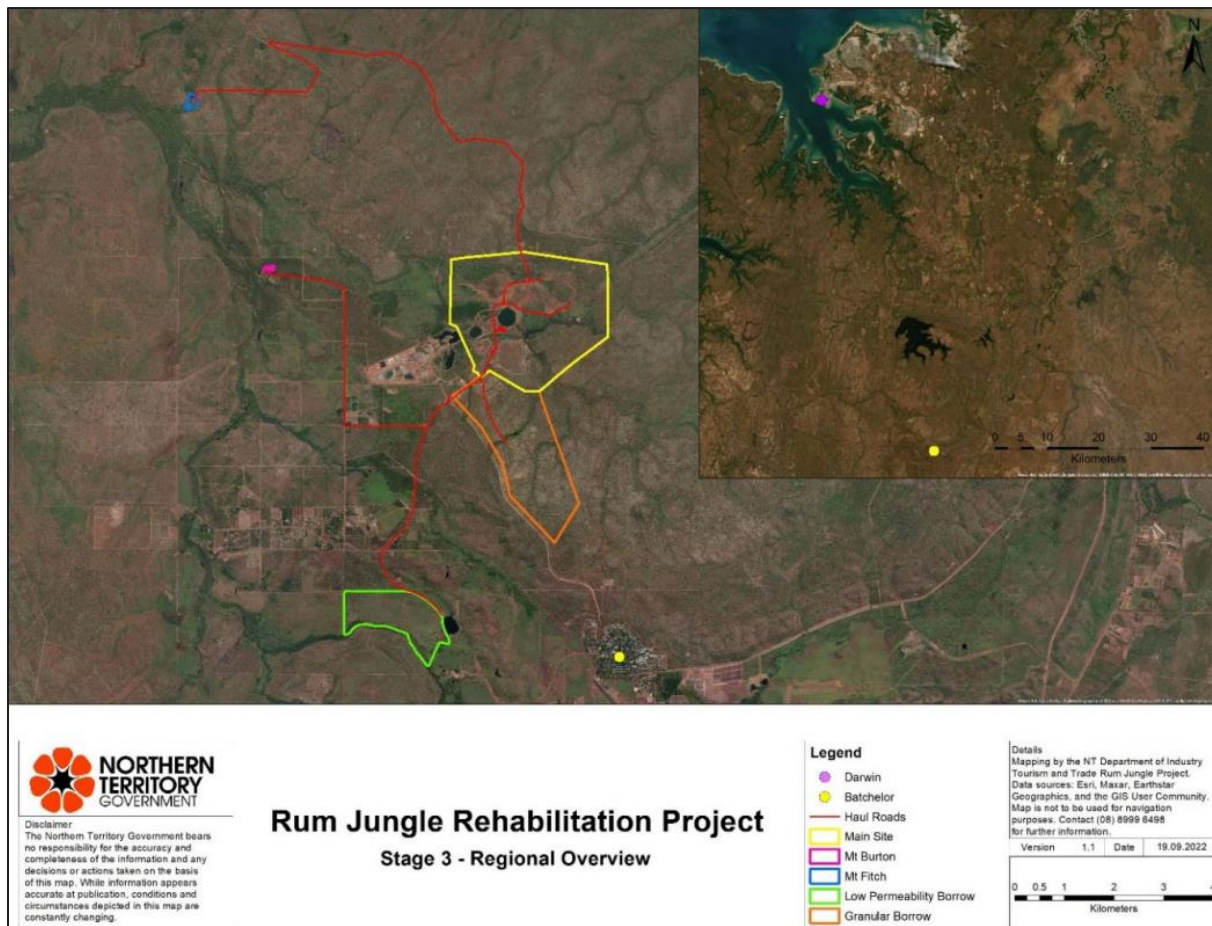 N
0 5 10 20 30 40
Kilometers
NORTHERN
TERRITORY
GOVERNMENT
Disclaimer
The Northern Territory Government bears
no responsibility for the accuracy and
completeness of the information and any
decisions or actions taken on the basis
of this map. While information appears
accurate at publication, conditions and
circumstances depicted in this map are
constantly changing.
Rum Jungle Rehabilitation Project
Stage 3 - Regional Overview
Legend
Darwin
Batchelor
Haul Roads
Main Site
Mt Burton
Mt Fitch
Low Permeability Borrow
Granular Borrow
Details
Mapping by the NT Department of Industry
Tourism and Trade Rum Jungle Project.
Data sources: Esri, Maxar, Earthstar
Geographics, and the GIS User Community.
Map is not to be used for navigation
purposes. Contact (08) 8999 6498
for further information.
Version 1.1 Date 19.09.2022
0 0.5 1 2 3 4
Kilometers